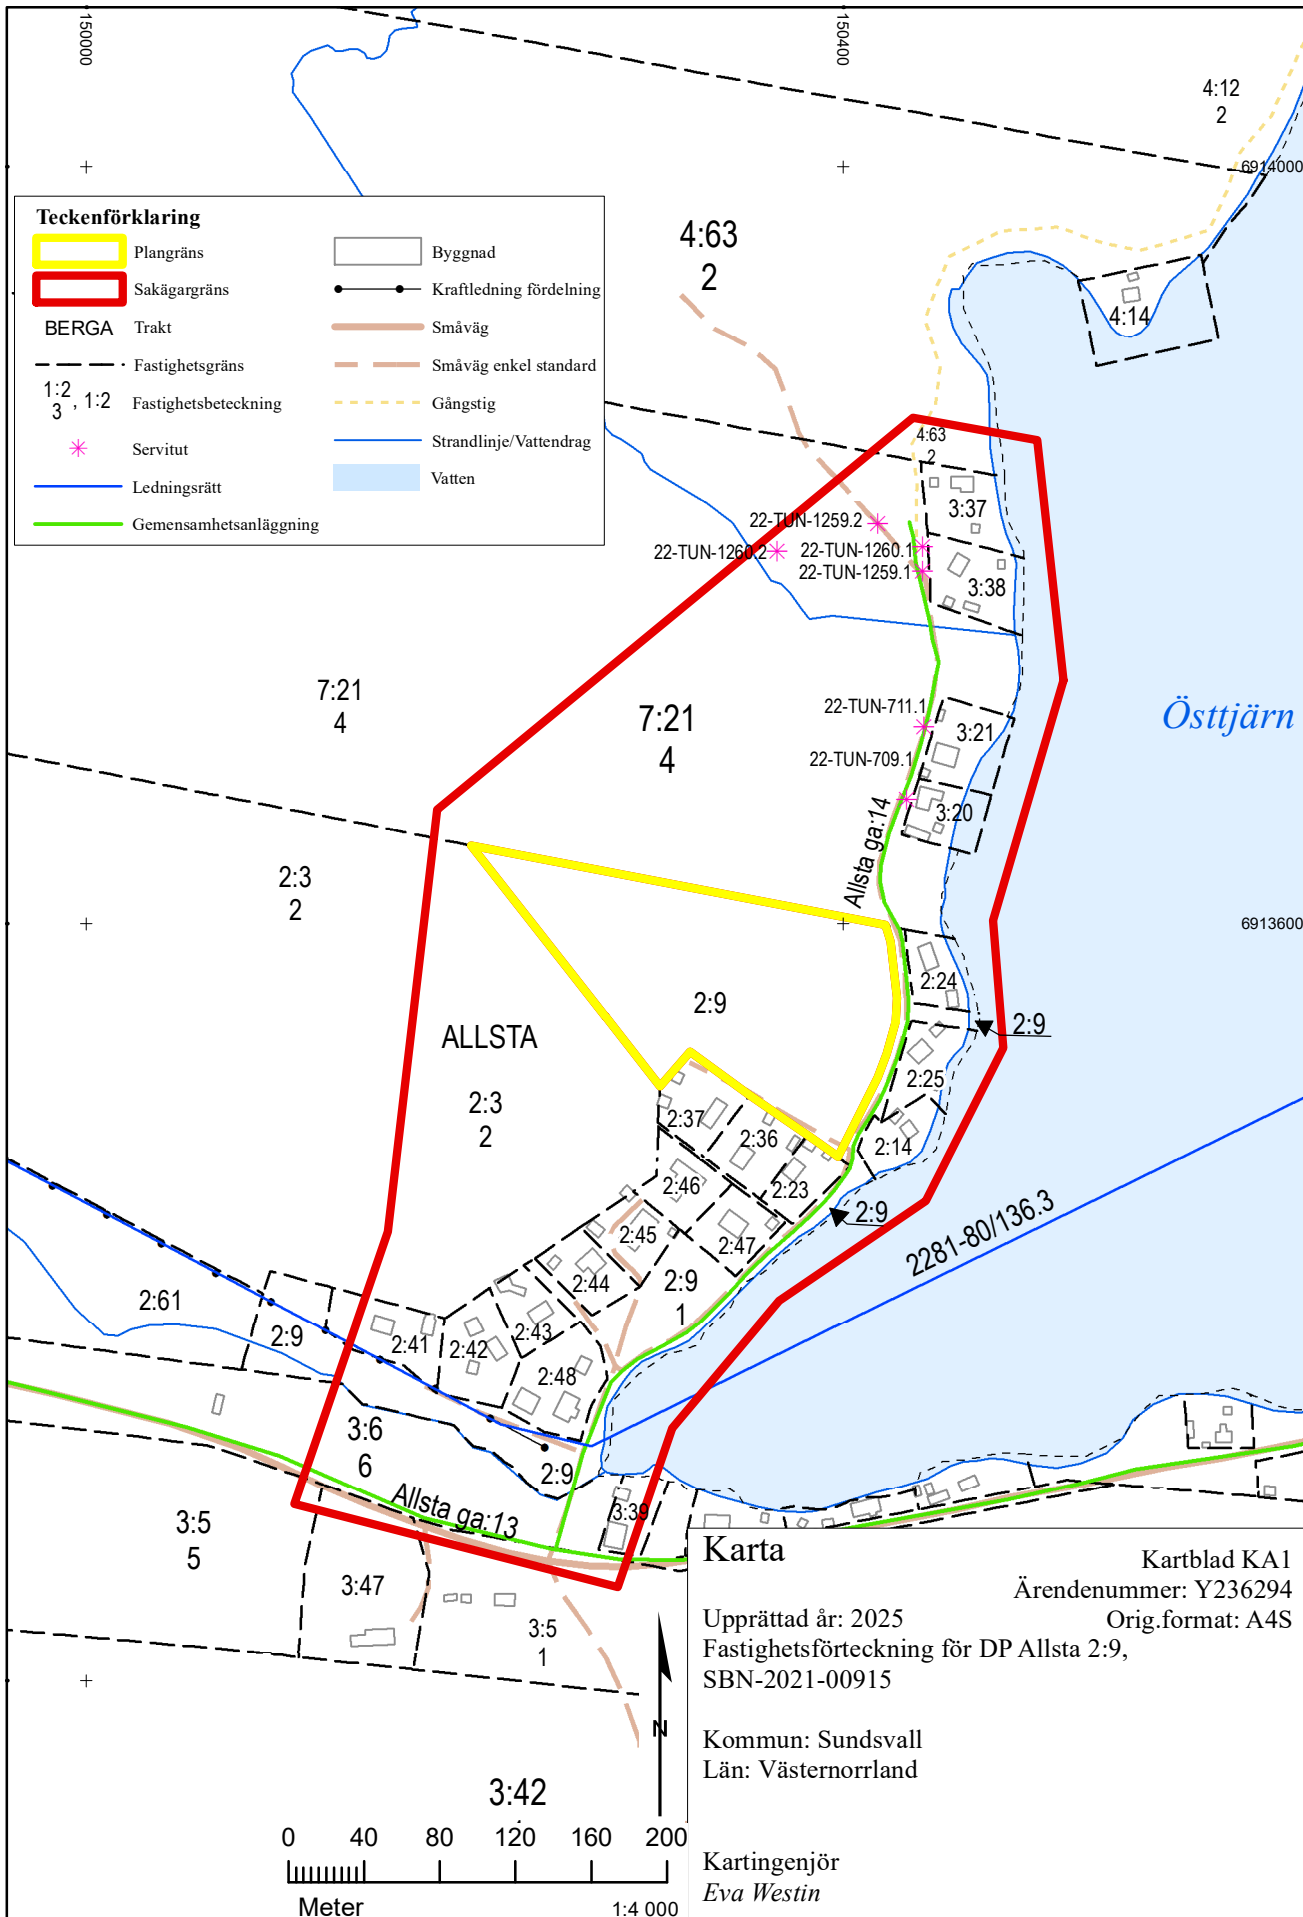 150000
150400
4:12
2
6914000
Teckenförklaring
Plangräns
Sakägargräns
BERGA Trakt
Fastighetsgräns
1:2
3 , 1:2 Fastighetsbeteckning
Servitut
Ledningsrätt
Gemensamhetsanläggning
Byggnad
Kraftledning fördelning
Småväg
Småväg enkel standard
Gångstig
Strandlinje/Vattendrag
Vatten
4:63
2
4:14
4:63
2
3:37
22-TUN-1259.2
22-TUN-1260.2
22-TUN-1260.1
22-TUN-1259.1
3:38
7:21
4
7:21
4
22-TUN-711.1
3:21
Östtjärn
22-TUN-709.1
3:20
Allsta ga:14
2:3
2
6913600
2:24
2:9
2:9
ALLSTA
2:25
2:3
2
2:37
2:36
2:14
2:46
2:23
2:9
2:45
2:47
2281-80/136.3
2:44
2:9
1
2:61
2:9
2:41
2:43
2:42
2:48
3:6
6
2:9
Allsta ga:13
3:39
3:5
5
3:47
3:5
1
N
3:42
0 40 80 120 160 200
Meter
1:4 000
Karta
Kartblad KA1
Ärendenummer: Y236294
Upprättad år: 2025
Orig.format: A4S
Fastighetsförteckning för DP Allsta 2:9,
SBN-2021-00915
Kommun: Sundsvall
Län: Västernorrland
Kartingenjör
Eva Westin